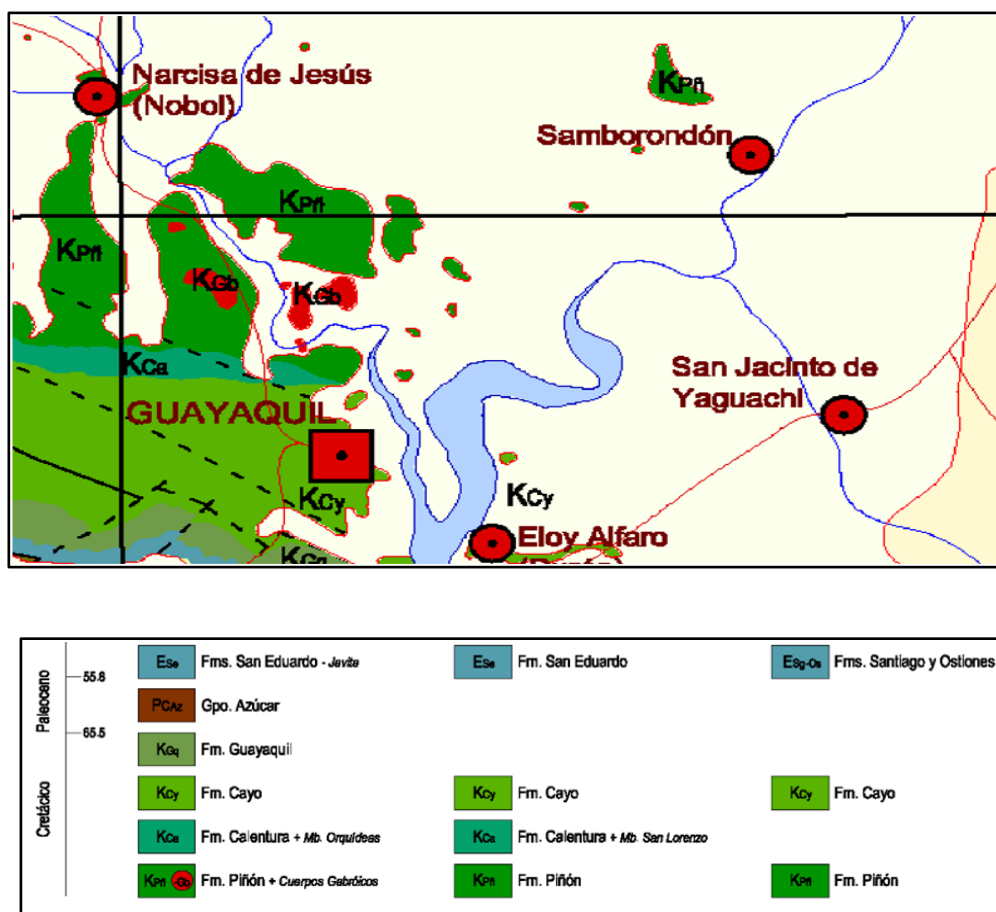 Narcisa de Jesús
(Nobol)
KPñ
Samborondón
KPñ
KPñ
KGb
KGb
KCa
San Jacinto de
Yaguachi
GUAYAQUIL
KCy
KCy
Eloy Alfaro
KGq
Paleoceno
55.8
65.5
Cretácico
ESe Fms. San Eduardo - Javita
ESe Fm. San Eduardo
ESg-Os Fms. Santiago y Ostiones
PCAz Gpo. Azúcar
KGq Fm. Guayaquil
KCy Fm. Cayo
KCy Fm. Cayo
KCy Fm. Cayo
KCa Fm. Calentura + Mb. Orquídeas
KCa Fm. Calentura + Mb. San Lorenzo
KPñ Gb Fm. Piñón + Cuerpos Gabróicos
KPñ Fm. Piñón
KPñ Fm. Piñón